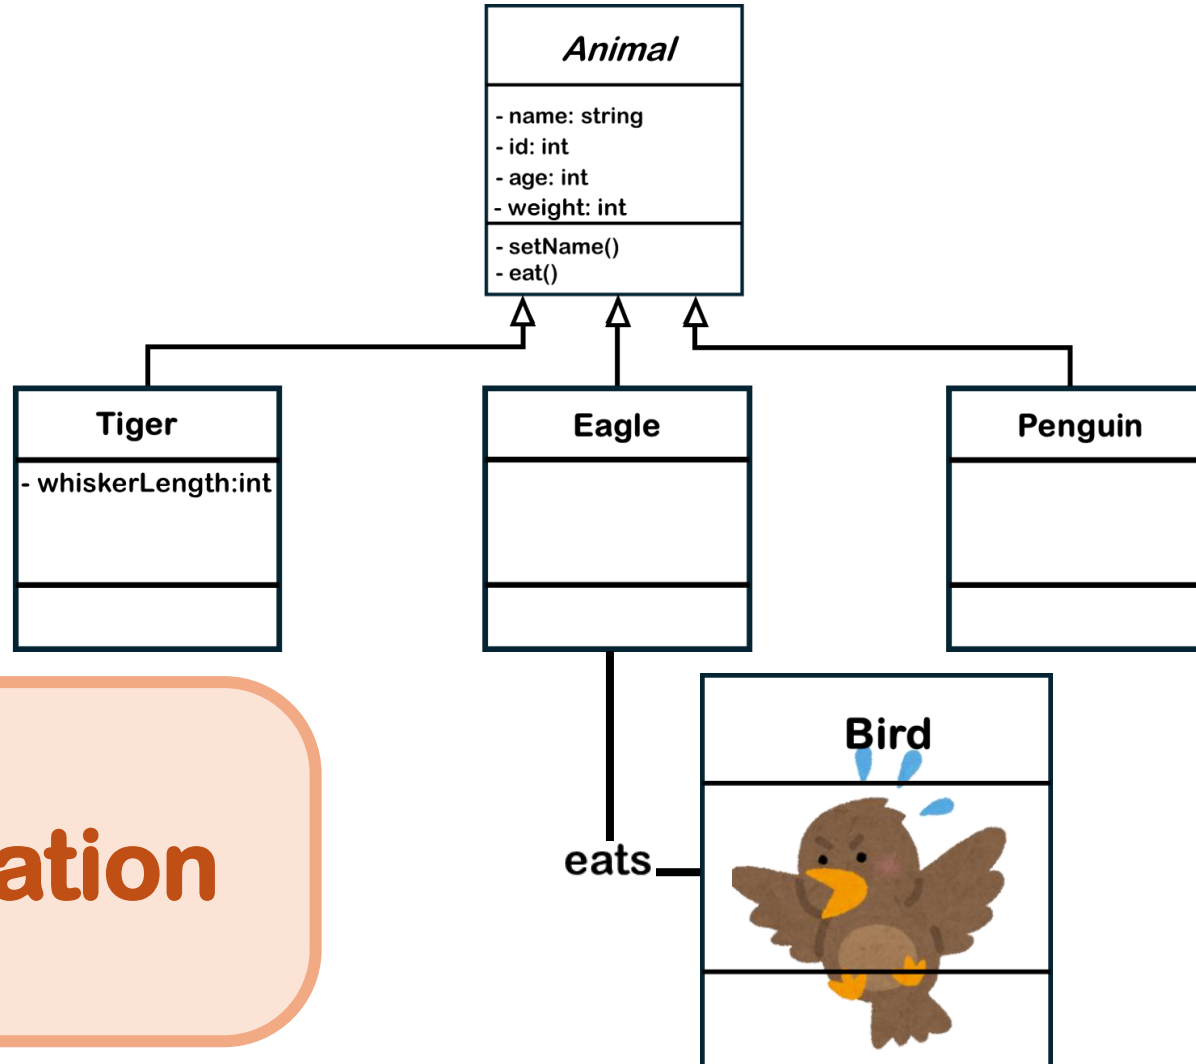 Animal
- name: string
- id: int
- age: int
- weight: int
- setName()
- eat()
Tiger
- whiskerLength:int
Eagle
Penguin
Bird
eats
ation